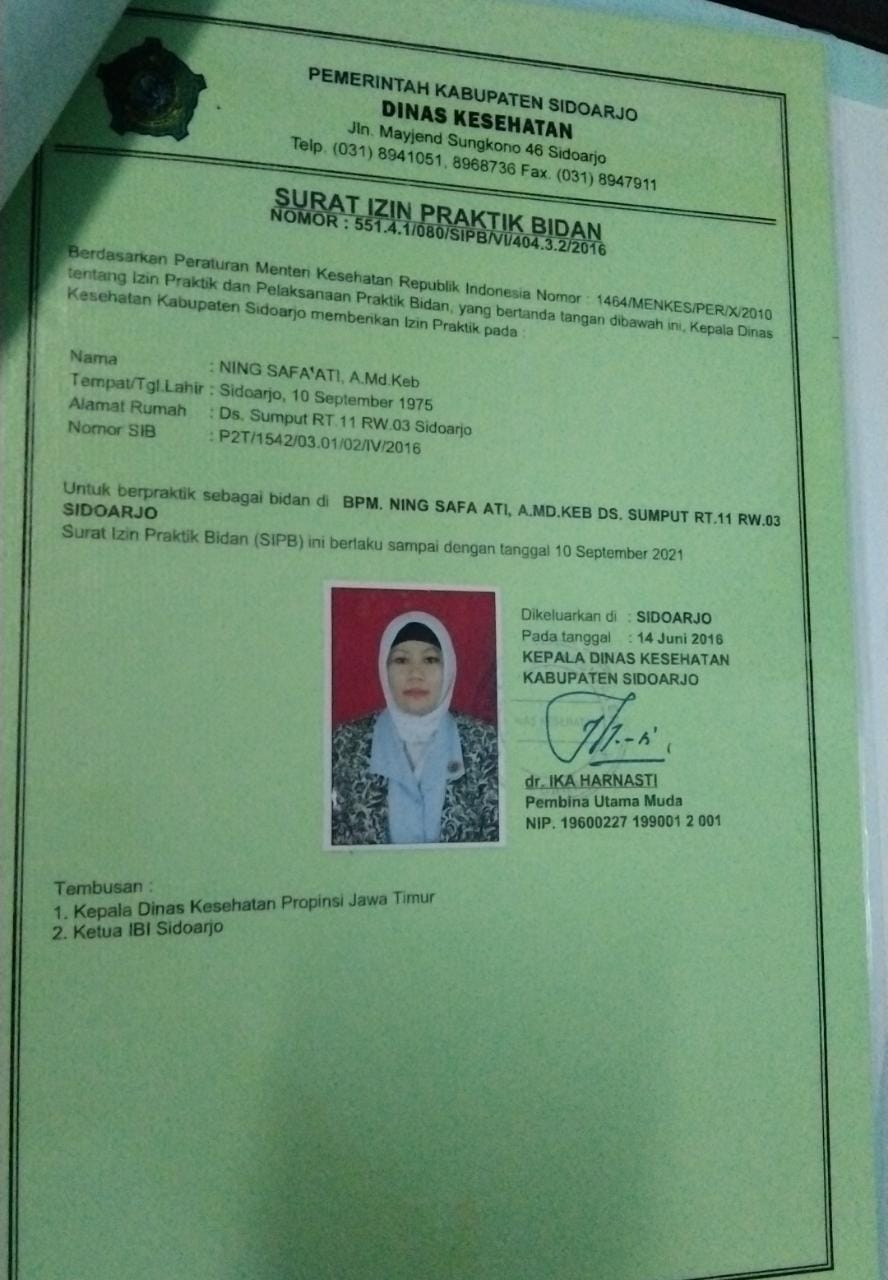 PEMERINTAH KABUPATEN SIDOARJO
DINAS KESEHATAN
Jln. Mayjend Sungkono 46 Sidoarjo
Telp. (031) 8941051, 8968736 Fax. (031) 8947911
SURAT IZIN PRAKTIK BIDAN
NOMOR : 551.4.1/080/SIPB/VI/404.3.2/2016
Berdasarkan Peraturan Menteri Kesehatan Republik Indonesia Nomor : 1464/MENKES/PER/X/2010
tentang Izin Praktik dan Pelaksanaan Praktik Bidan, yang bertanda tangan dibawah ini, Kepala Dinas
Kesehatan Kabupaten Sidoarjo memberikan Izin Praktik pada :
Nama : NING SAFA'ATI, A.Md.Keb
Tempat/Tgl.Lahir : Sidoarjo, 10 September 1975
Alamat Rumah : Ds. Sumput RT.11 RW.03 Sidoarjo
Nomor SIB : P2T/1542/03.01/02/IV/2016
Untuk berpraktik sebagai bidan di BPM. NING SAFA ATI, A.MD.KEB DS. SUMPUT RT.11 RW.03
SIDOARJO
Surat Izin Praktik Bidan (SIPB) ini berlaku sampai dengan tanggal 10 September 2021
Dikeluarkan di : SIDOARJO
Pada tanggal : 14 Juni 2016
KEPALA DINAS KESEHATAN
KABUPATEN SIDOARJO
dr. IKA HARNASTI
Pembina Utama Muda
NIP. 19600227 199001 2 001
Tembusan :
1. Kepala Dinas Kesehatan Propinsi Jawa Timur
2. Ketua IBI Sidoarjo